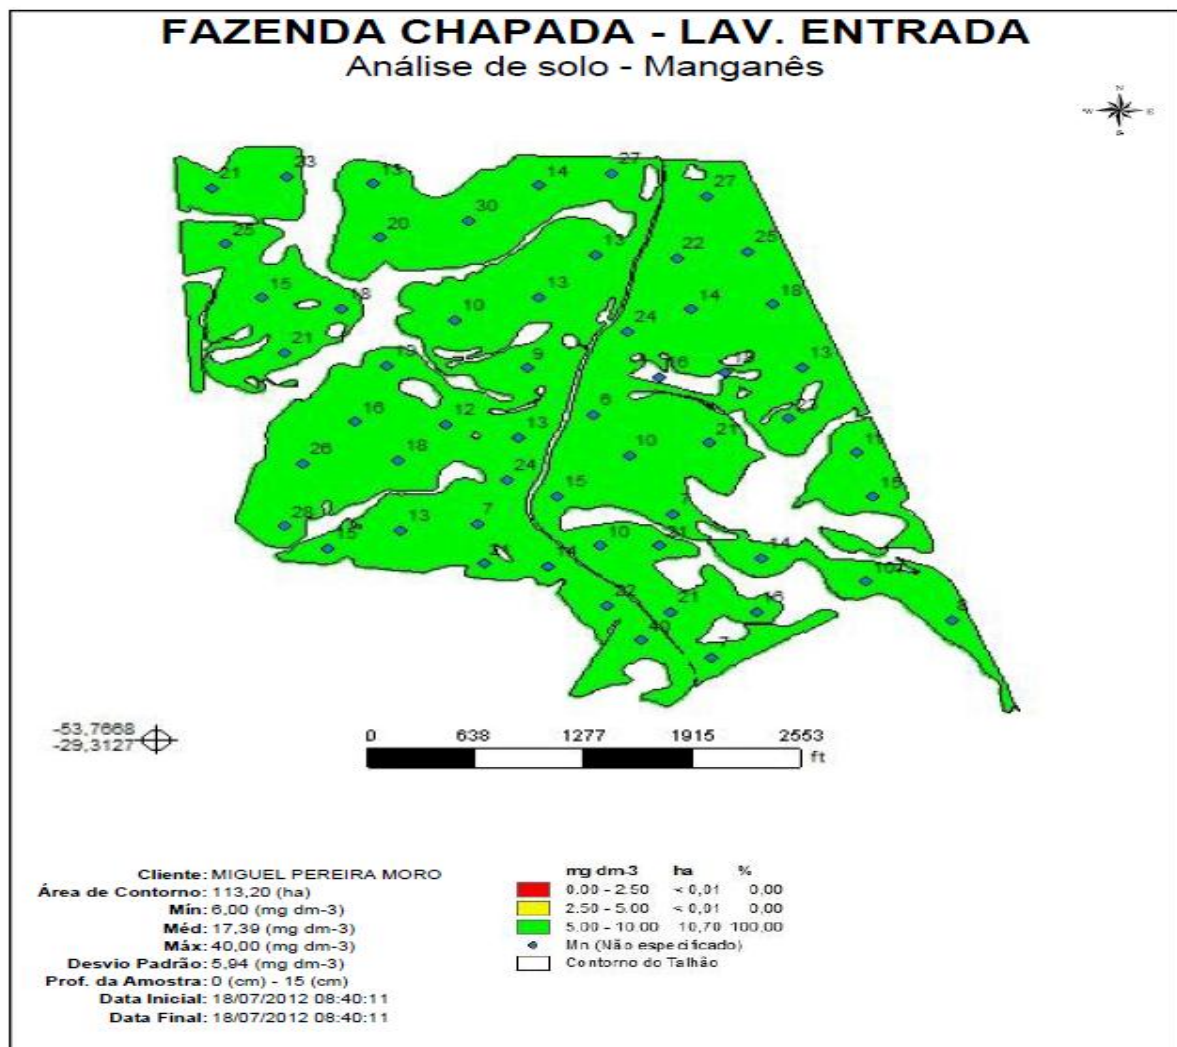 FAZENDA CHAPADA - LAV. ENTRADA
Análise de solo - Manganês
N
W E
S
23
21
13
14
27
27
20
30
25
13
22
25
15
18
10
13
14
18
24
21
19
9
16
13
16
12
13
6
23
26
18
10
21
11
24
15
15
28
13
7
7
15
10
21
14
14
22
21
16
8
40
7
-53,7668
-29,3127
0 638 1277 1915 2553
ft
Cliente: MIGUEL PEREIRA MORO
Área de Contorno: 113,20 (ha)
Mín: 6,00 (mg dm-3)
Méd: 17,39 (mg dm-3)
Máx: 40,00 (mg dm-3)
Desvio Padrão: 5,94 (mg dm-3)
Prof. da Amostra: 0 (cm) - 15 (cm)
Data Inicial: 18/07/2012 08:40:11
Data Final: 18/07/2012 08:40:11
mg dm-3 ha %
0.00 - 2.50 < 0,01 0,00
2.50 - 5.00 < 0,01 0,00
5.00 - 10.00 10,70 100,00
Mn (Não especificado)
Contorno do Talhão